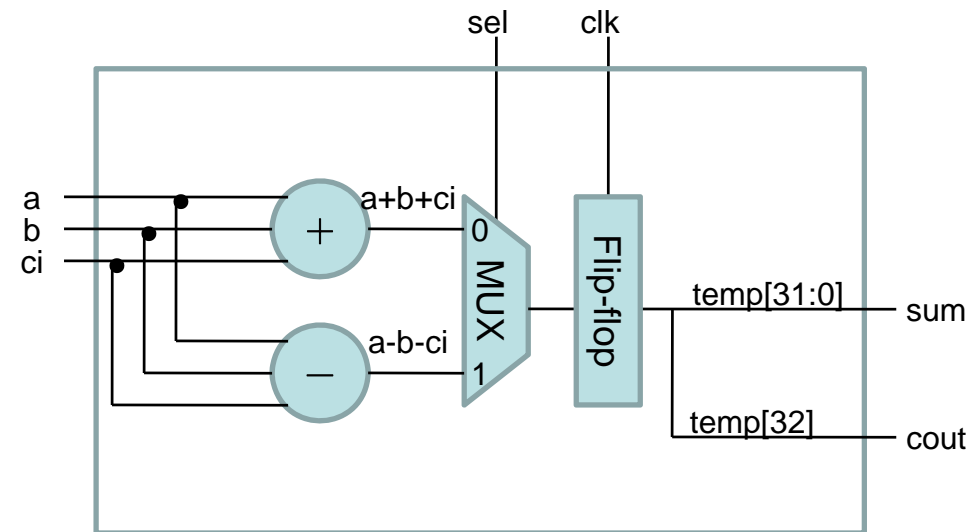 sel
clk
a
b
ci
+
a+b+ci
0
MUX
Flip-flop
temp[31:0]
sum
−
a-b-ci
1
temp[32]
cout